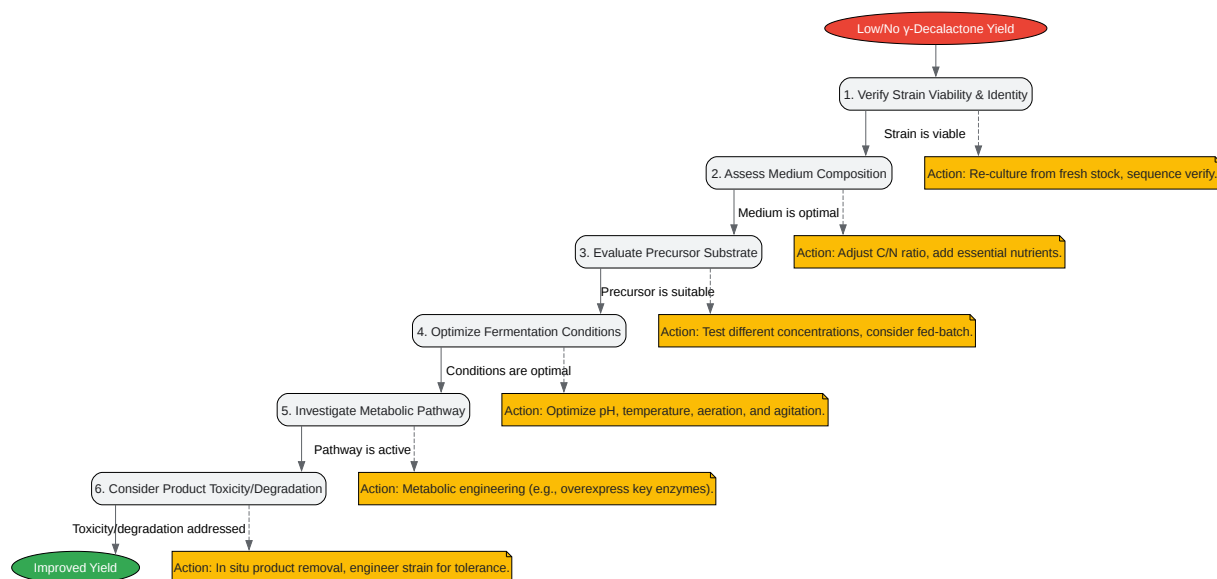 Low/No γ-Decalactone Yield
1. Verify Strain Viability & Identity
Strain is viable
2. Assess Medium Composition
Action: Re-culture from fresh stock, sequence verify.
Medium is optimal
3. Evaluate Precursor Substrate
Action: Adjust C/N ratio, add essential nutrients.
Precursor is suitable
4. Optimize Fermentation Conditions
Action: Test different concentrations, consider fed-batch.
Conditions are optimal
5. Investigate Metabolic Pathway
Action: Optimize pH, temperature, aeration, and agitation.
Pathway is active
6. Consider Product Toxicity/Degradation
Action: Metabolic engineering (e.g., overexpress key enzymes).
Toxicity/degradation addressed
Improved Yield
Action: In situ product removal, engineer strain for tolerance.